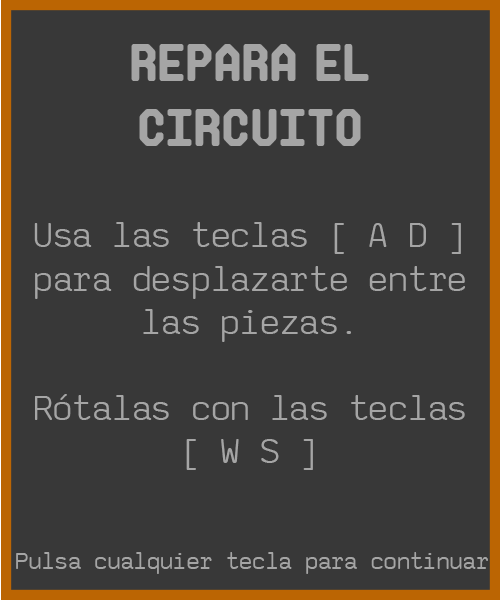 REPARA EL
CIRCUITO
Usa las teclas [ A D ]
para desplazarte entre
las piezas.
Rótalas con las teclas
[ W S ]
Pulsa cualquier tecla para continuar